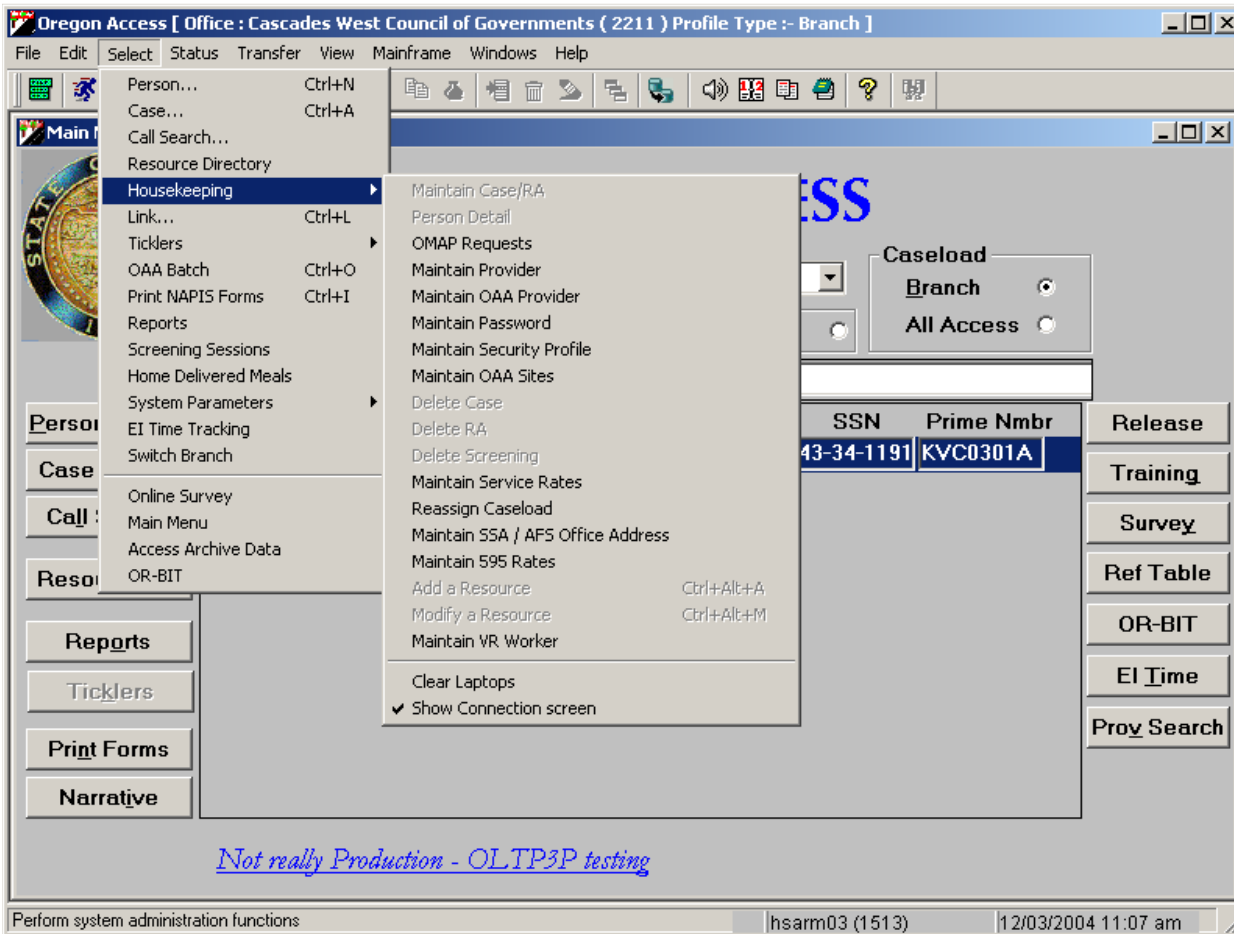 Oregon Access [ Office : Cascades West Council of Governments ( 2211 ) Profile Type :- Branch ]
File Edit Select Status Transfer View Mainframe Windows Help
Main
Person... Ctrl+N
Case... Ctrl+A
Call Search...
Resource Directory
Housekeeping
Link... Ctrl+L
Ticklers
OAA Batch Ctrl+O
Print NAPIS Forms Ctrl+I
Reports
Screening Sessions
Home Delivered Meals
System Parameters
EI Time Tracking
Switch Branch
Online Survey
Main Menu
Access Archive Data
OR-BIT
Maintain Case/RA
Person Detail
OMAP Requests
Maintain Provider
Maintain OAA Provider
Maintain Password
Maintain Security Profile
Maintain OAA Sites
Delete Case
Delete RA
Delete Screening
Maintain Service Rates
Reassign Caseload
Maintain SSA / AFS Office Address
Maintain 595 Rates
Add a Resource Ctrl+Alt+A
Modify a Resource Ctrl+Alt+M
Maintain VR Worker
Clear Laptops
Show Connection screen
STATE
ESS
Caseload
Branch
All Access
SSN Prime Nmbr
43-34-1191 KVC0301A
Person
Case
Call
Resou
Reports
Ticklers
Print Forms
Narrative
Release
Training
Survey
Ref Table
OR-BIT
EI Time
Prov Search
Not really Production - OLTP3P testing
Perform system administration functions hsarm03 (1513) 12/03/2004 11:07 am